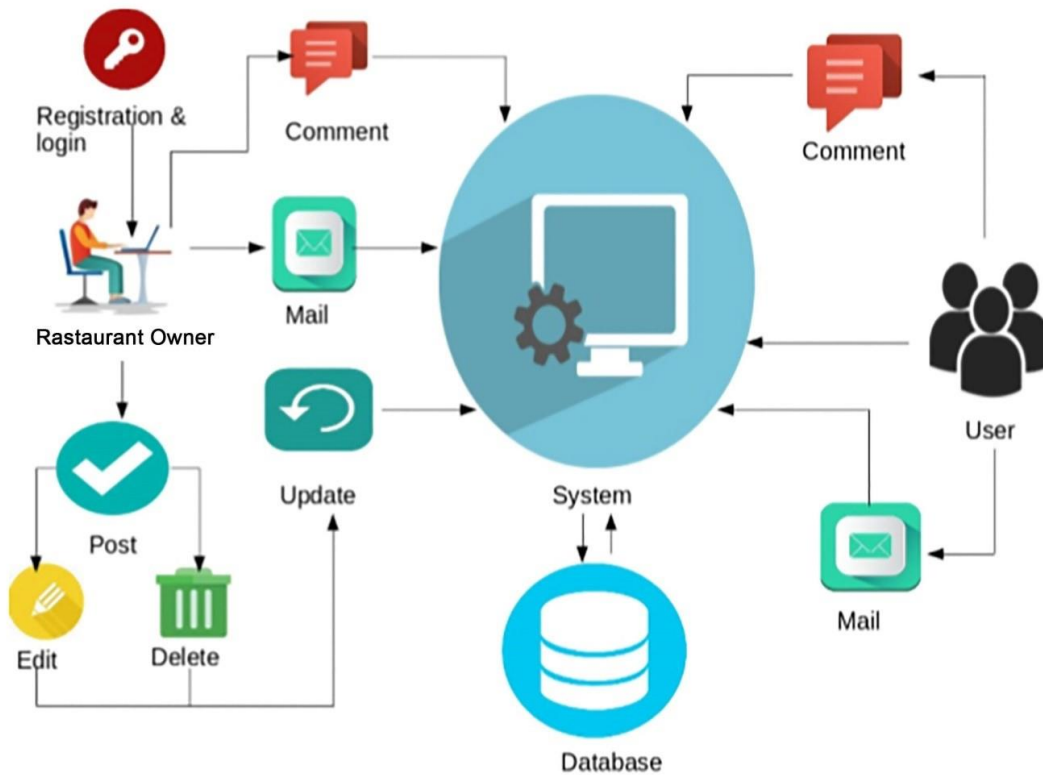 Registration &
login
Comment
Comment
Mail
Rastaurant Owner
User
Update
System
Post
Mail
Edit
Delete
Database